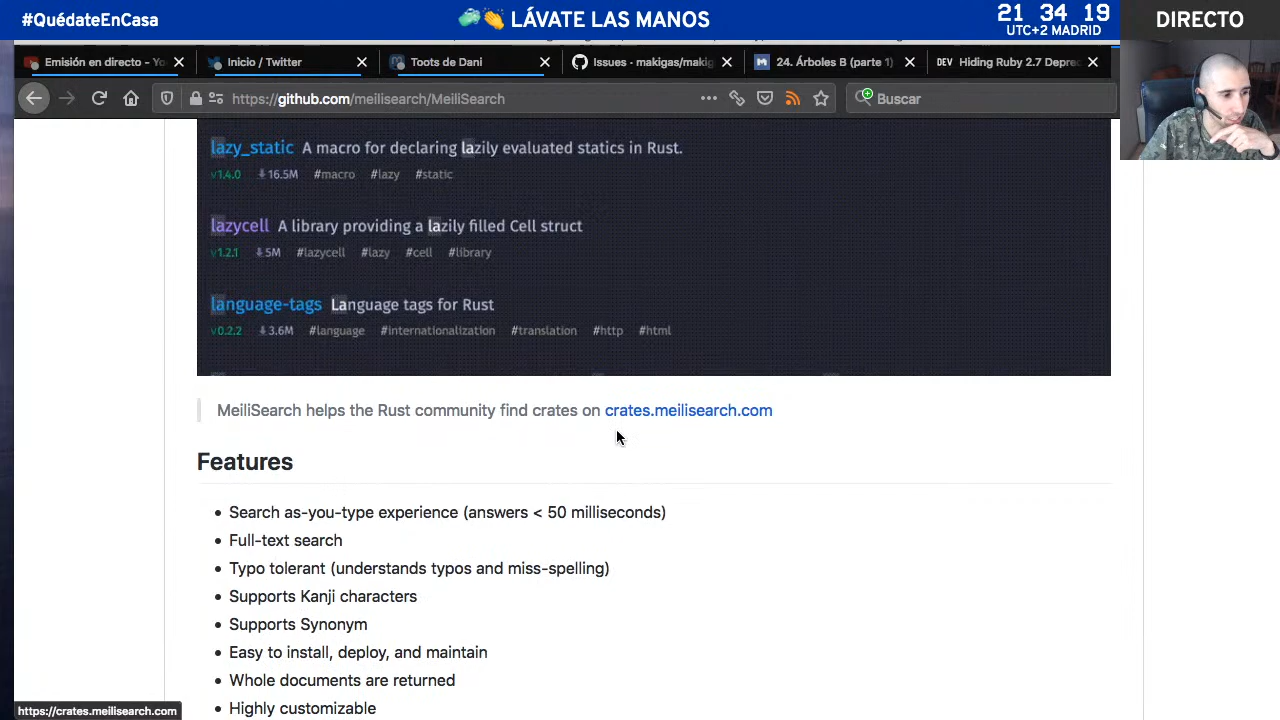 #QuédateEnCasa
🧼👏 LÁVATE LAS MANOS
21 34 19
UTC+2 MADRID
DIRECTO
Emisión en directo - Yo
Inicio / Twitter
Toots de Dani
Issues · makigas/makig
24. Árboles B (parte 1)
DEV Hiding Ruby 2.7 Depre
https://github.com/meilisearch/MeiliSearch
Buscar
lazy_static A macro for declaring lazily evaluated statics in Rust.
v1.4.0 16.5M #macro #lazy #static
lazycell A library providing a lazily filled Cell struct
v1.2.1 5M #lazycell #lazy #cell #library
language-tags Language tags for Rust
v0.2.2 3.6M #language #internationalization #translation #http #html
MeiliSearch helps the Rust community find crates on crates.meilisearch.com
Features
• Search as-you-type experience (answers < 50 milliseconds)
• Full-text search
• Typo tolerant (understands typos and miss-spelling)
• Supports Kanji characters
• Supports Synonym
• Easy to install, deploy, and maintain
• Whole documents are returned
• Highly customizable
https://crates.meilisearch.com